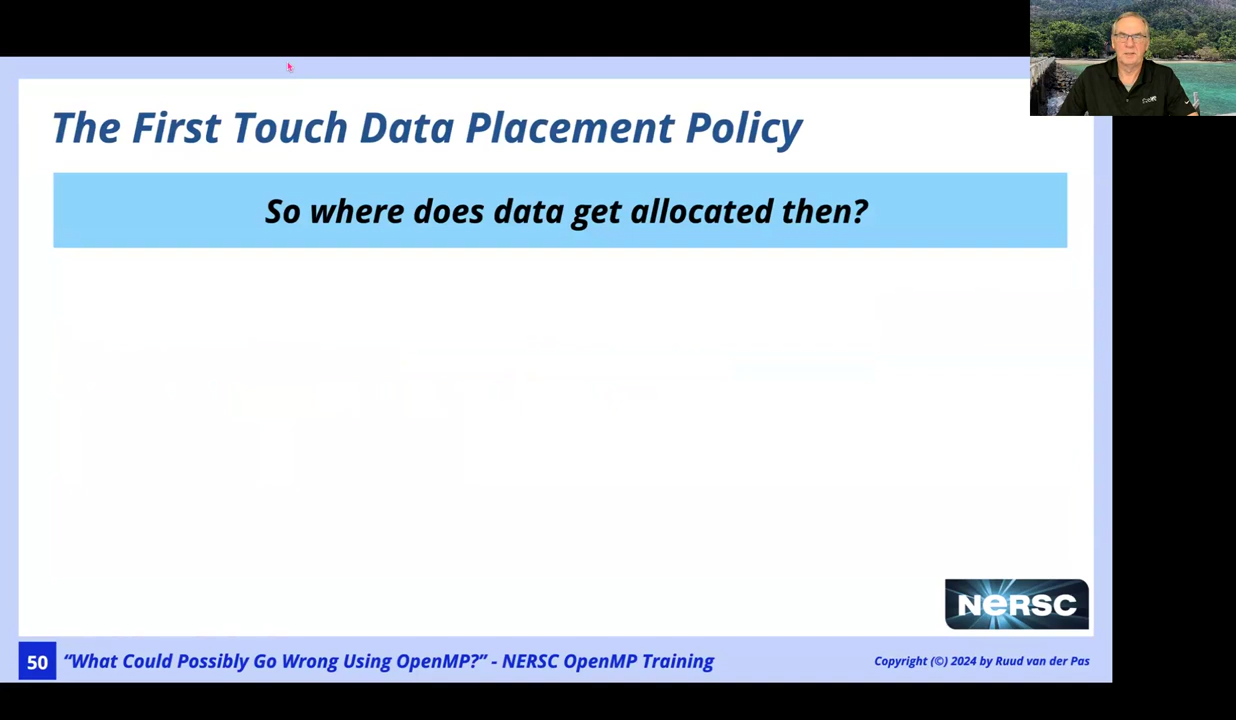 The First Touch Data Placement Policy
So where does data get allocated then?
NERSC
50 “What Could Possibly Go Wrong Using OpenMP?” - NERSC OpenMP Training
Copyright (©) 2024 by Ruud van der Pas